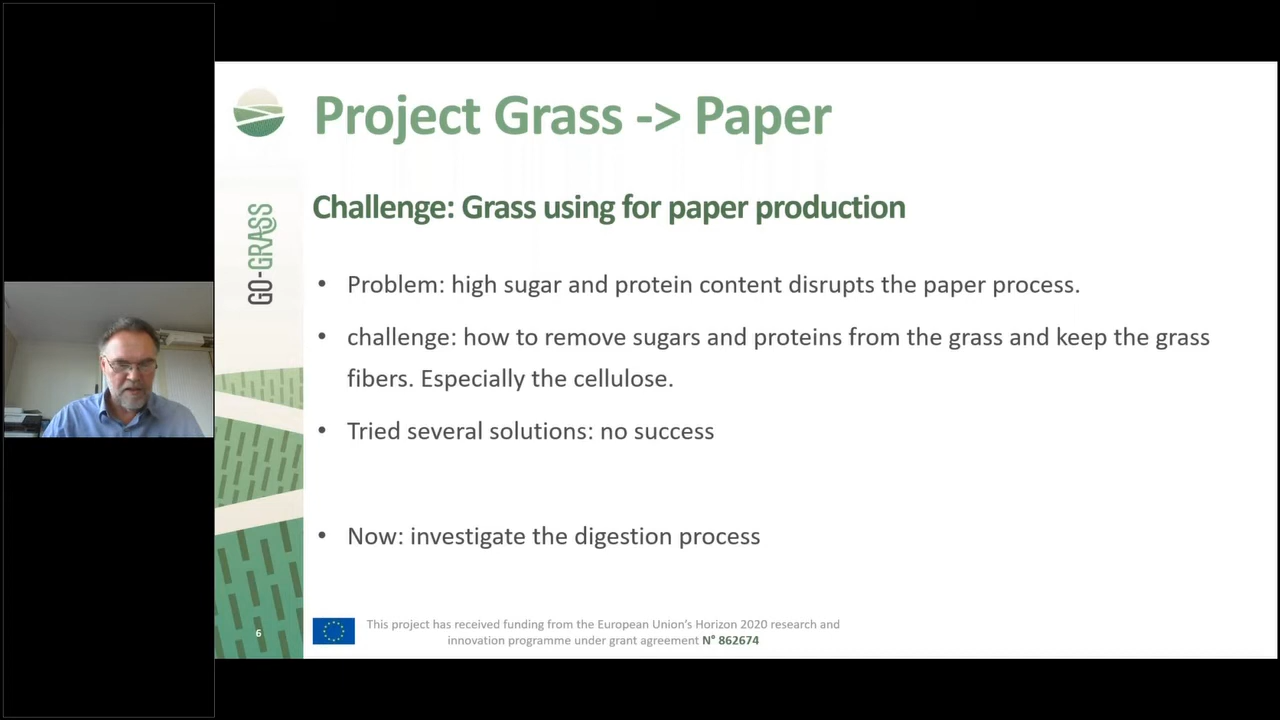 Project Grass -> Paper
Challenge: Grass using for paper production
GO-GRASS
• Problem: high sugar and protein content disrupts the paper process.
• challenge: how to remove sugars and proteins from the grass and keep the grass
fibers. Especially the cellulose.
• Tried several solutions: no success
• Now: investigate the digestion process
This project has received funding from the European Union's Horizon 2020 research and
innovation programme under grant agreement N° 862674
6